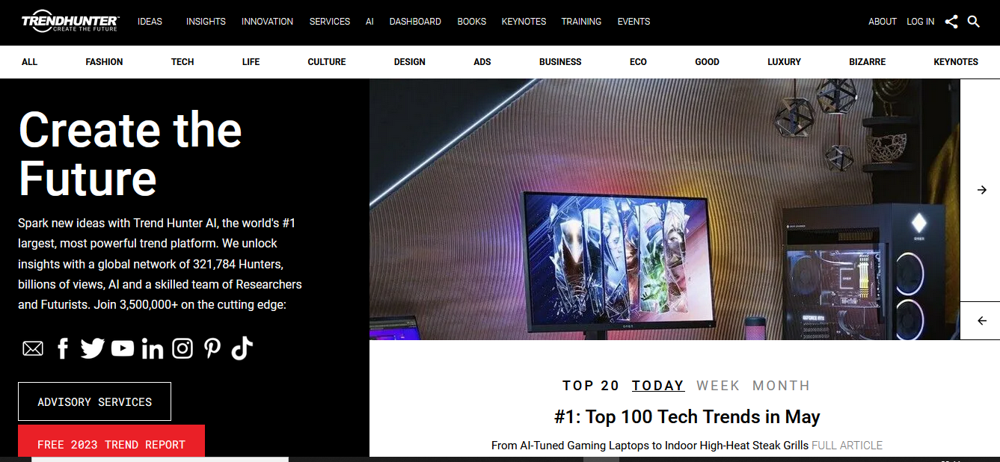 TRENDHUNTER
CREATE THE FUTURE
IDEAS INSIGHTS INNOVATION SERVICES AI DASHBOARD BOOKS KEYNOTES TRAINING EVENTS ABOUT LOG IN
ALL FASHION TECH LIFE CULTURE DESIGN ADS BUSINESS ECO GOOD LUXURY BIZARRE KEYNOTES
Create the
Future
Spark new ideas with Trend Hunter AI, the world's #1
largest, most powerful trend platform. We unlock
insights with a global network of 321,784 Hunters,
billions of views, AI and a skilled team of Researchers
and Futurists. Join 3,500,000+ on the cutting edge:
ADVISORY SERVICES
FREE 2023 TREND REPORT
OMEN
OMEN
GEFORCE RTX
TOP 20 TODAY WEEK MONTH
#1: Top 100 Tech Trends in May
From AI-Tuned Gaming Laptops to Indoor High-Heat Steak Grills FULL ARTICLE